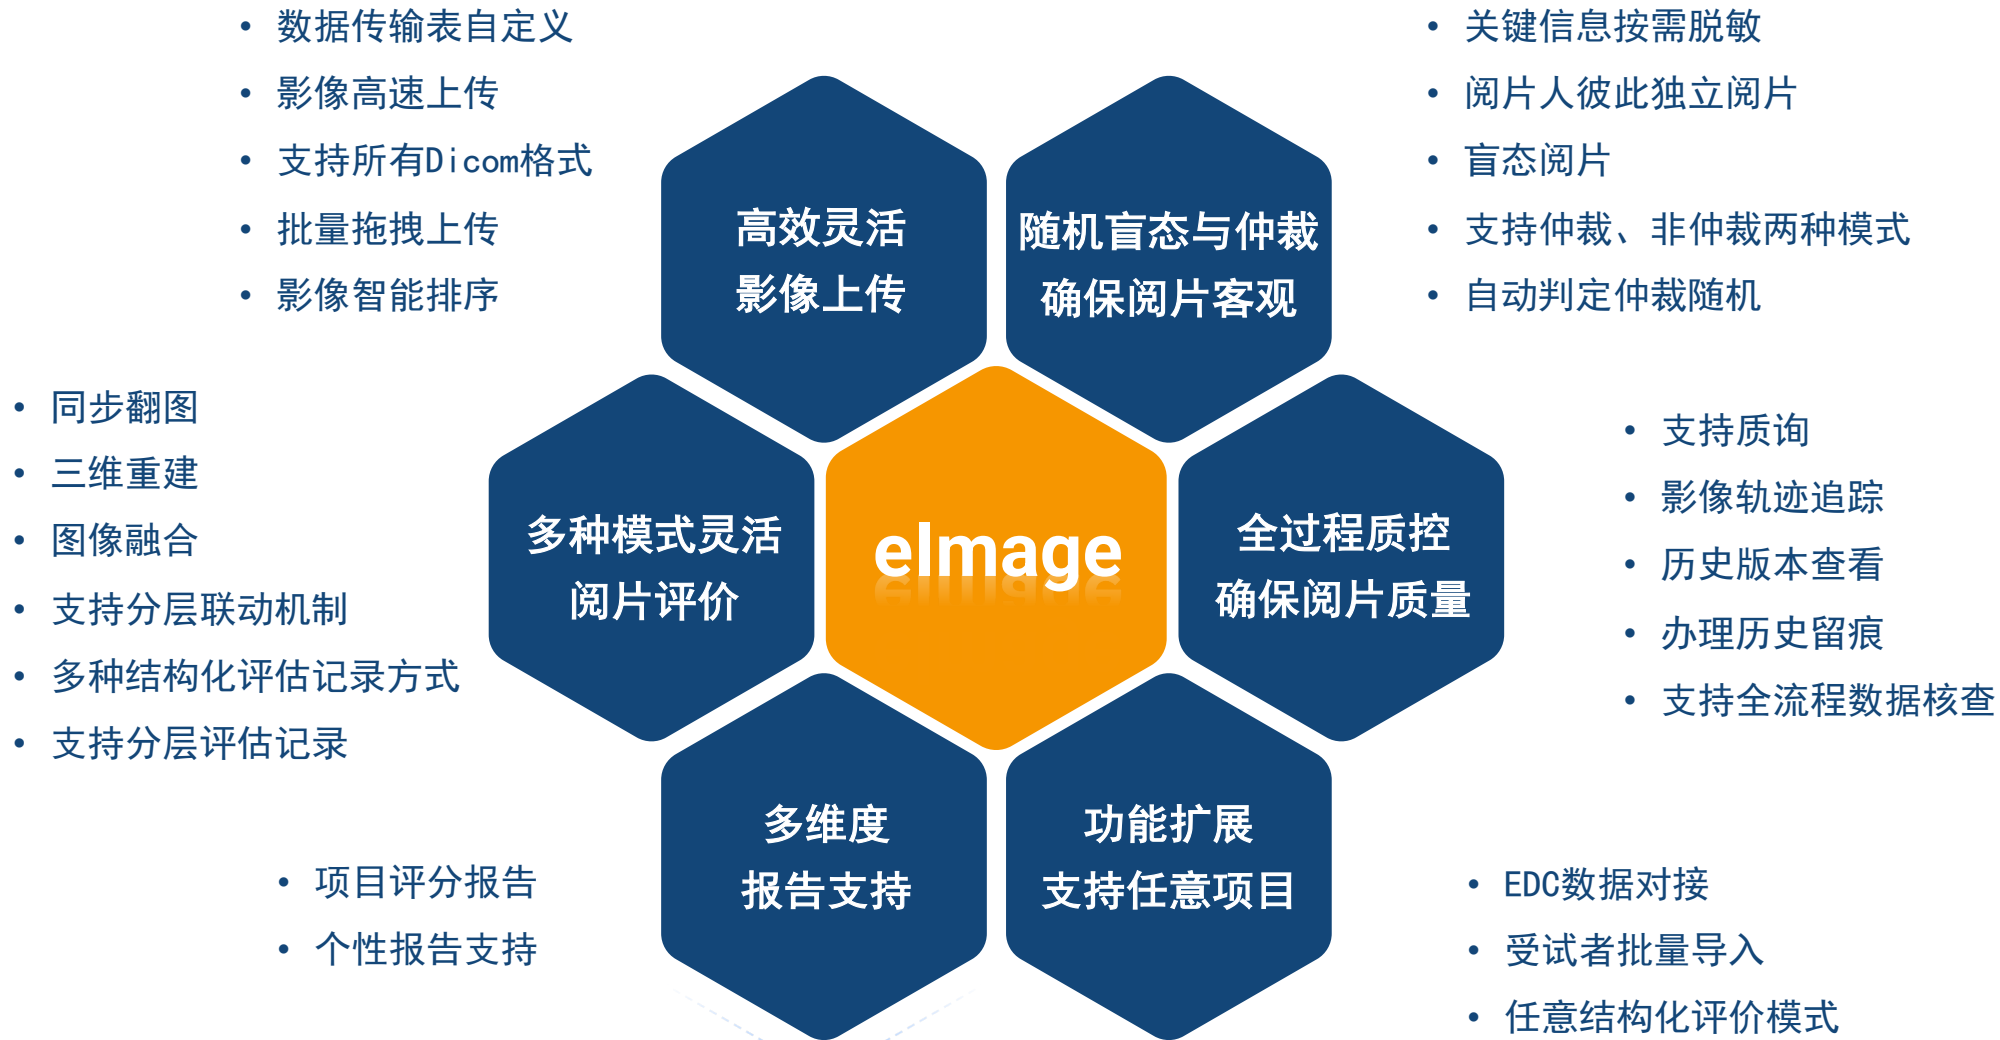 • 数据传输表自定义
• 影像高速上传
• 支持所有Dicom格式
• 批量拖拽上传
• 影像智能排序
高效灵活
影像上传
随机盲态与仲裁
确保阅片客观
• 关键信息按需脱敏
• 阅片人彼此独立阅片
• 盲态阅片
• 支持仲裁、非仲裁两种模式
• 自动判定仲裁随机
• 同步翻图
• 三维重建
• 图像融合
• 支持分层联动机制
• 多种结构化评估记录方式
• 支持分层评估记录
多种模式灵活
阅片评价
eImage
全过程质控
确保阅片质量
• 支持质询
• 影像轨迹追踪
• 历史版本查看
• 办理历史留痕
• 支持全流程数据核查
• 项目评分报告
• 个性报告支持
多维度
报告支持
功能扩展
支持任意项目
• EDC数据对接
• 受试者批量导入
• 任意结构化评价模式